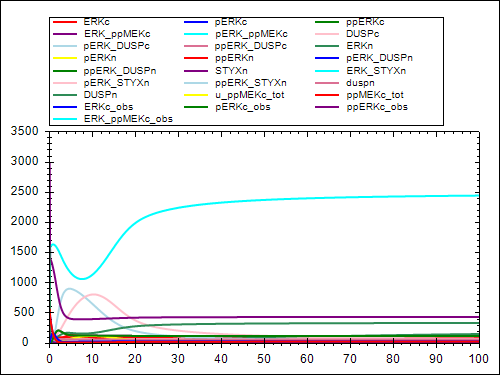 ERKc pERKc ppERKc
ERK_ppMEKc pERK_ppMEKc DUSPc
pERK_DUSPc ppERK_DUSPc ERKn
pERKn ppERKn pERK_DUSPn
ppERK_DUSPn STYXn ERK_STYXn
pERK_STYXn ppERK_STYXn duspn
DUSPn u_ppMEKc_tot ppMEKc_tot
ERKc_obs pERKc_obs ppERKc_obs
ERK_ppMEKc_obs
3500
3000
2500
2000
1500
1000
500
0
0 10 20 30 40 50 60 70 80 90 100